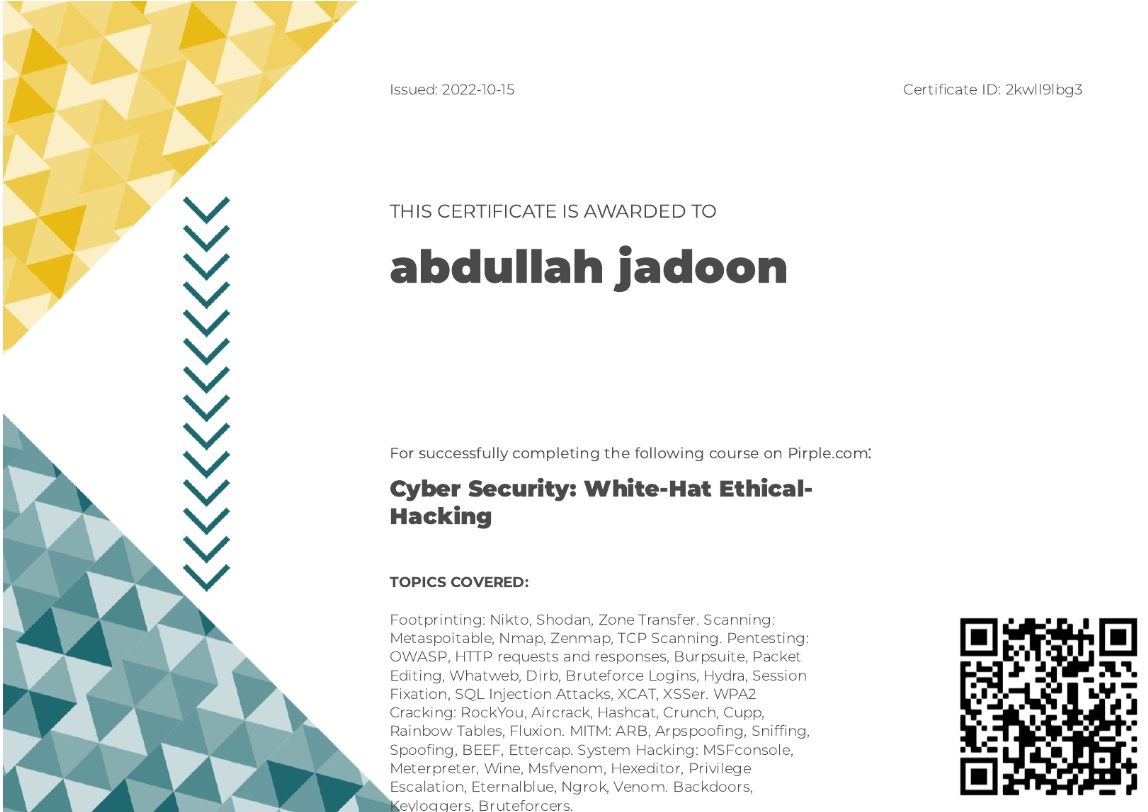 Issued: 2022-10-15
Certificate ID: 2kwll9lbg3
THIS CERTIFICATE IS AWARDED TO
abdullah jadoon
For successfully completing the following course on Pirple.com:
Cyber Security: White-Hat Ethical-
Hacking
TOPICS COVERED:
Footprinting: Nikto, Shodan, Zone Transfer. Scanning:
Metaspoitable, Nmap, Zenmap, TCP Scanning. Pentesting:
OWASP, HTTP requests and responses, Burpsuite, Packet
Editing, Whatweb, Dirb, Bruteforce Logins, Hydra, Session
Fixation, SQL Injection Attacks, XCAT, XSSer. WPA2
Cracking: RockYou, Aircrack, Hashcat, Crunch, Cupp,
Rainbow Tables, Fluxion. MITM: ARB, Arpspoofing, Sniffing,
Spoofing, BEEF, Ettercap. System Hacking: MSFconsole,
Meterpreter, Wine, Msfvenom, Hexeditor, Privilege
Escalation, Eternalblue, Ngrok, Venom. Backdoors,
Keyloggers, Bruteforcers.